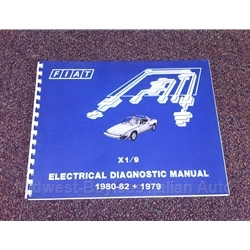 FIAT
X1/9
ELECTRICAL DIAGNOSTIC MANUAL
1980-82 + 1979